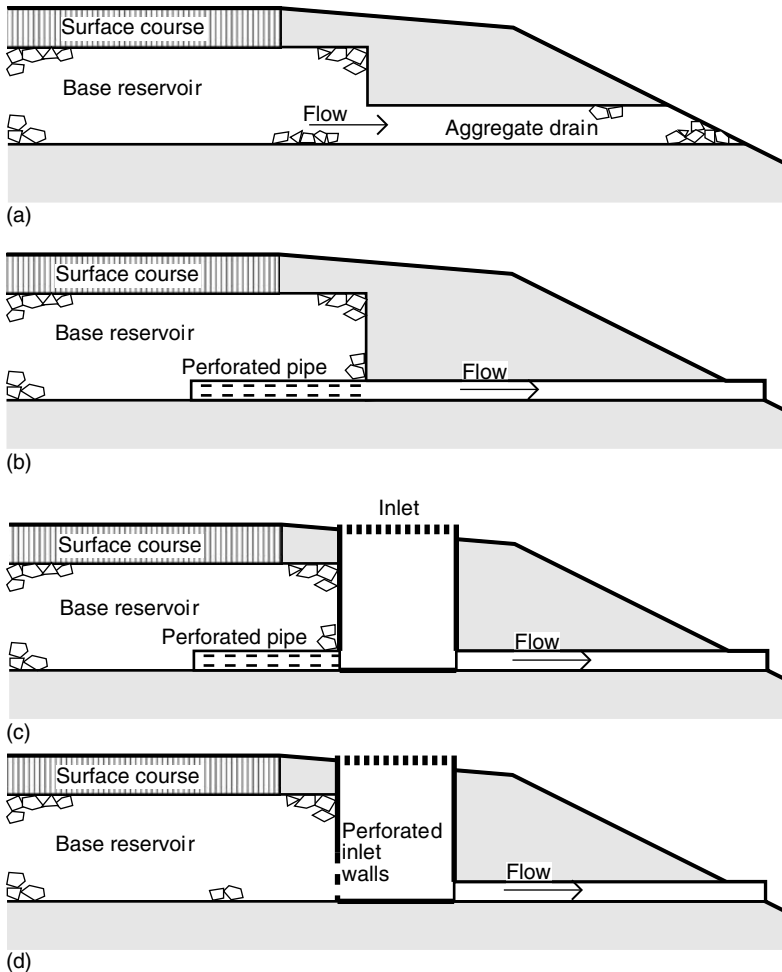 Surface course
Base reservoir
Flow
Aggregate drain
(a)
Surface course
Base reservoir
Perforated pipe
Flow
(b)
Inlet
Surface course
Base reservoir
Perforated pipe
Flow
(c)
Surface course
Base reservoir
Perforated
inlet
walls
Flow
(d)